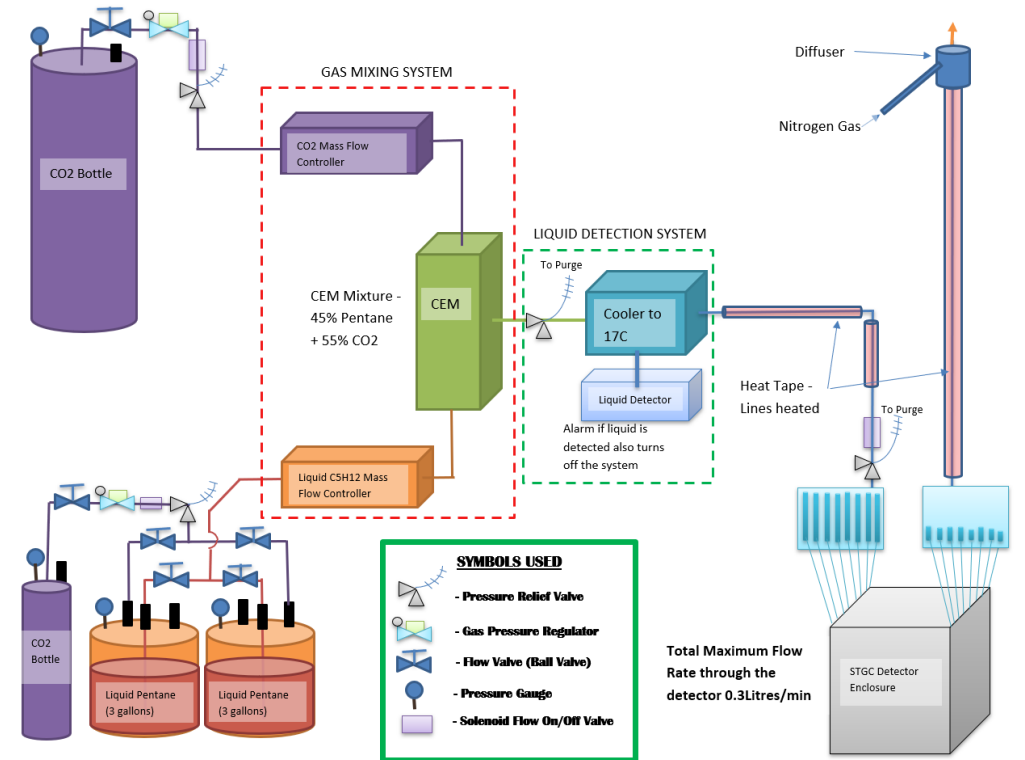 GAS MIXING SYSTEM
Diffuser
Nitrogen Gas
CO2 Bottle
CO2 Mass Flow
Controller
LIQUID DETECTION SYSTEM
To Purge
CEM
CEM Mixture -
45% Pentane
+ 55% CO2
Cooler to
17C
Liquid Detector
Heat Tape -
Lines heated
To Purge
Alarm if liquid is
detected also turns
off the system
Liquid C5H12 Mass
Flow Controller
SYMBOLS USED
- Pressure Relief Valve
- Gas Pressure Regulator
- Flow Valve (Ball Valve)
- Pressure Gauge
- Solenoid Flow On/Off Valve
CO2
Bottle
Liquid Pentane
(3 gallons)
Liquid Pentane
(3 gallons)
Total Maximum Flow
Rate through the
detector 0.3Litres/min
STGC Detector
Enclosure